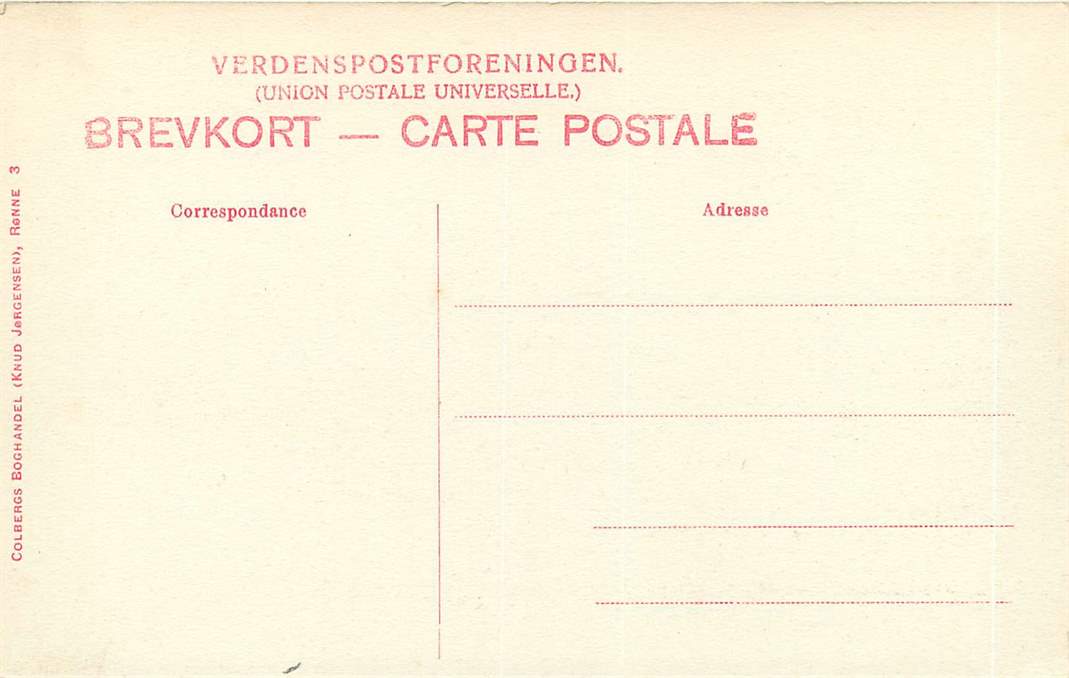 VERDENSPOSTFORENINGEN.
(UNION POSTALE UNIVERSELLE.)
BREVKORT — CARTE POSTALE
Correspondance
Adresse
COLBERGS BOGHANDEL (KNUD JØRGENSEN), RØNNE 3